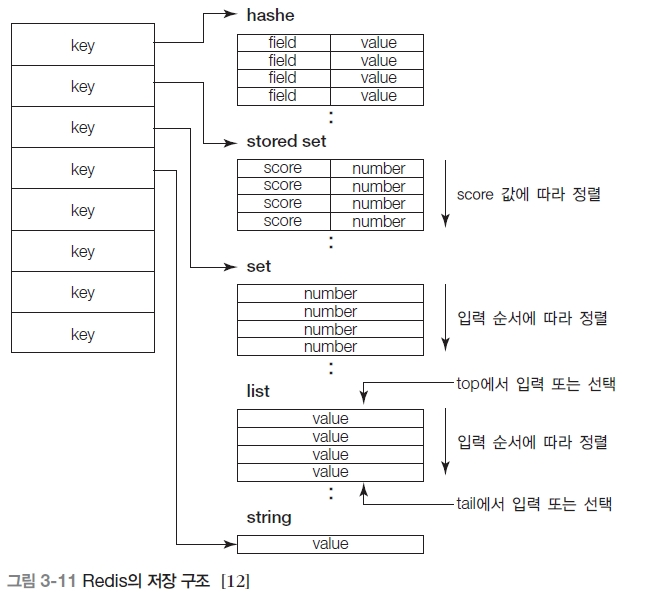 key
key
key
key
key
key
key
key
hashe
field value
field value
field value
field value
:
stored set
score number
score number
score number
score number
:
score 값에 따라 정렬
set
number
number
number
number
:
입력 순서에 따라 정렬
list
top에서 입력 또는 선택
value
value
value
value
:
입력 순서에 따라 정렬
tail에서 입력 또는 선택
string
value
그림 3-11 Redis의 저장 구조 [12]